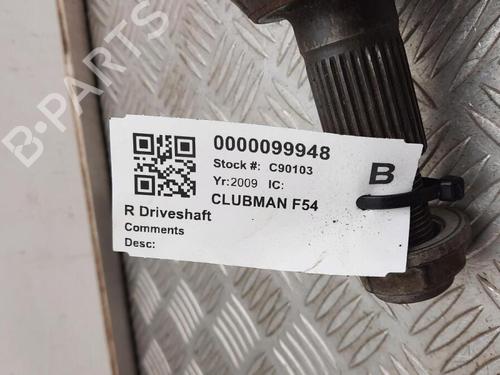 B-PARTS
0000099948
Stock #: C90103
Yr:2009 IC:
CLUBMAN F54
B
R Driveshaft
Comments
Desc: